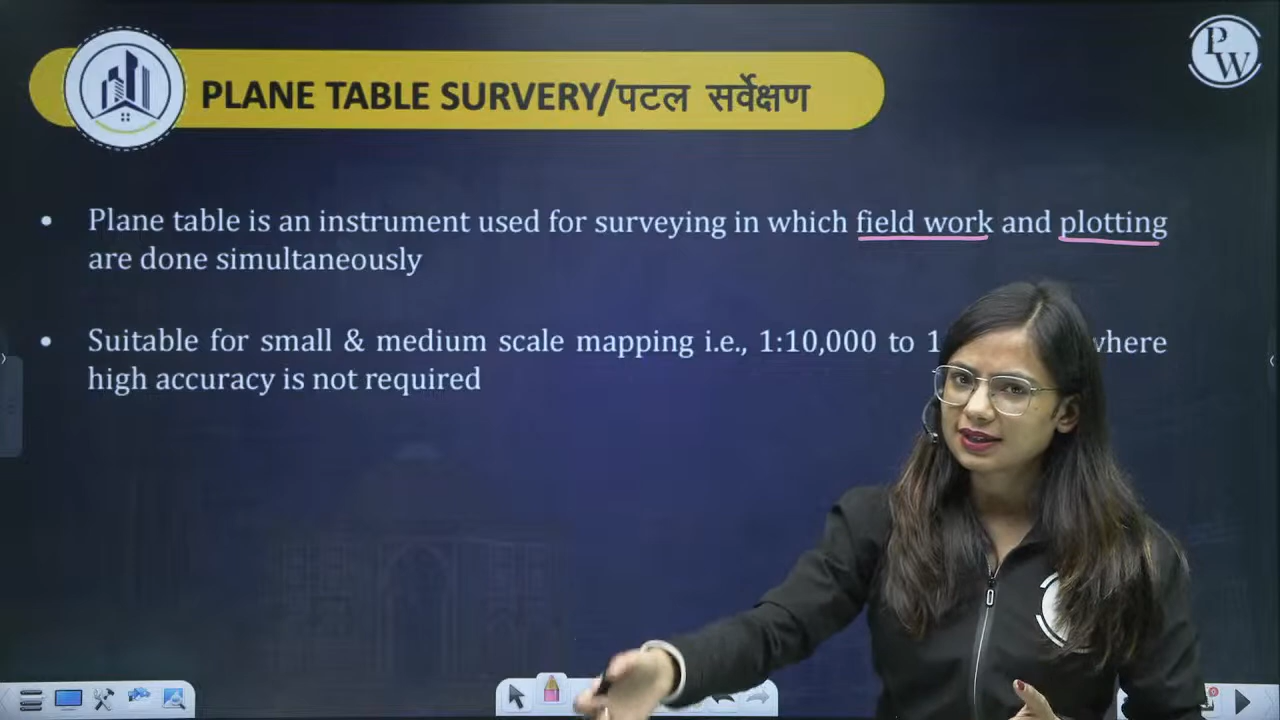 PLANE TABLE SURVERY/पटल सर्वेक्षण
PW
Plane table is an instrument used for surveying in which field work and plotting
are done simultaneously
Suitable for small & medium scale mapping i.e., 1:10,000 to 1 where
high accuracy is not required